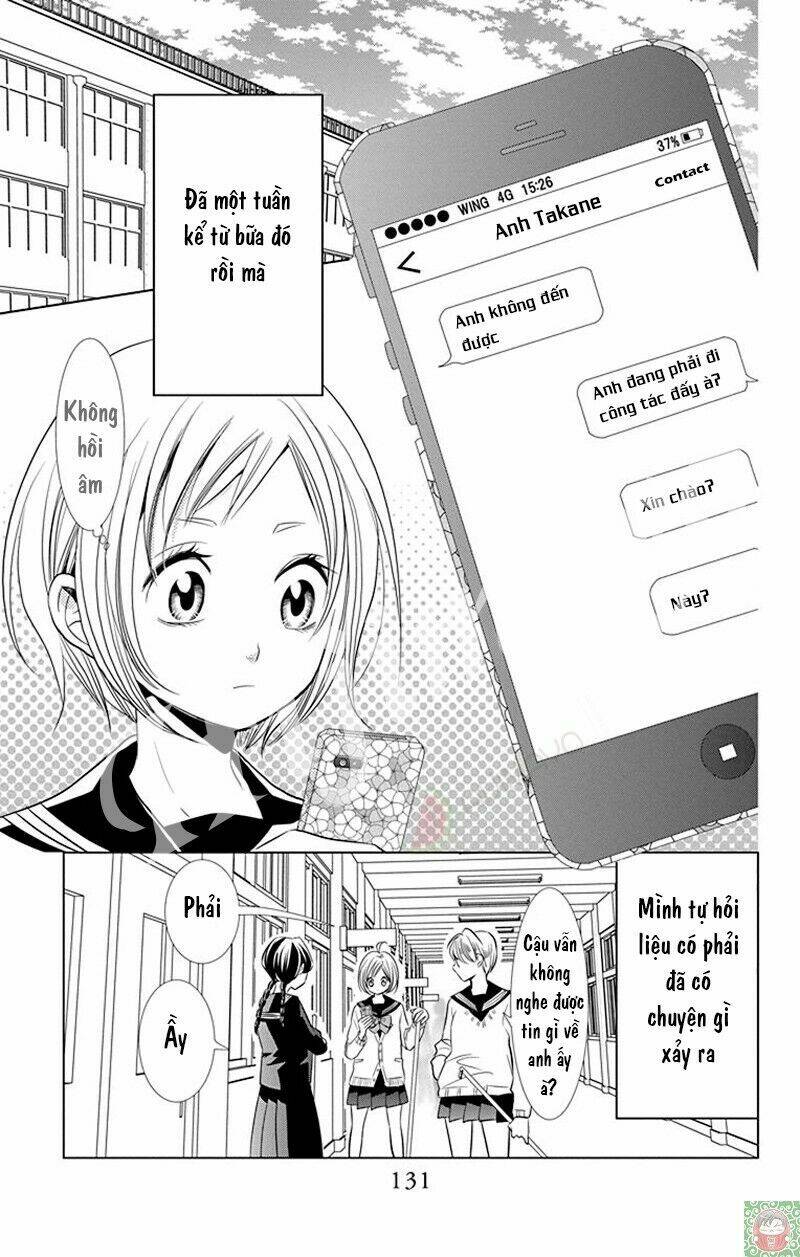 Đã một tuần
kể từ bữa đó
rồi mà
WING 4G 15:26
37%
Anh Takane
Contact
Anh không đến
được
Anh đang phải đi
công tác đấy à?
Xin chào?
Này?
Không
hồi
âm
Mình tự hỏi
liệu có phải
đã có
chuyện gì
xảy ra
Cậu vẫn
không
nghe được
tin gì về
anh ấy
à?
Phải
Ầy
131